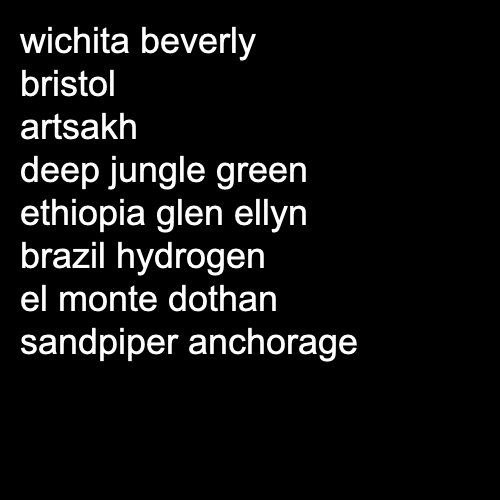 wichita beverly
bristol
artsakh
deep jungle green
ethiopia glen ellyn
brazil hydrogen
el monte dothan
sandpiper anchorage